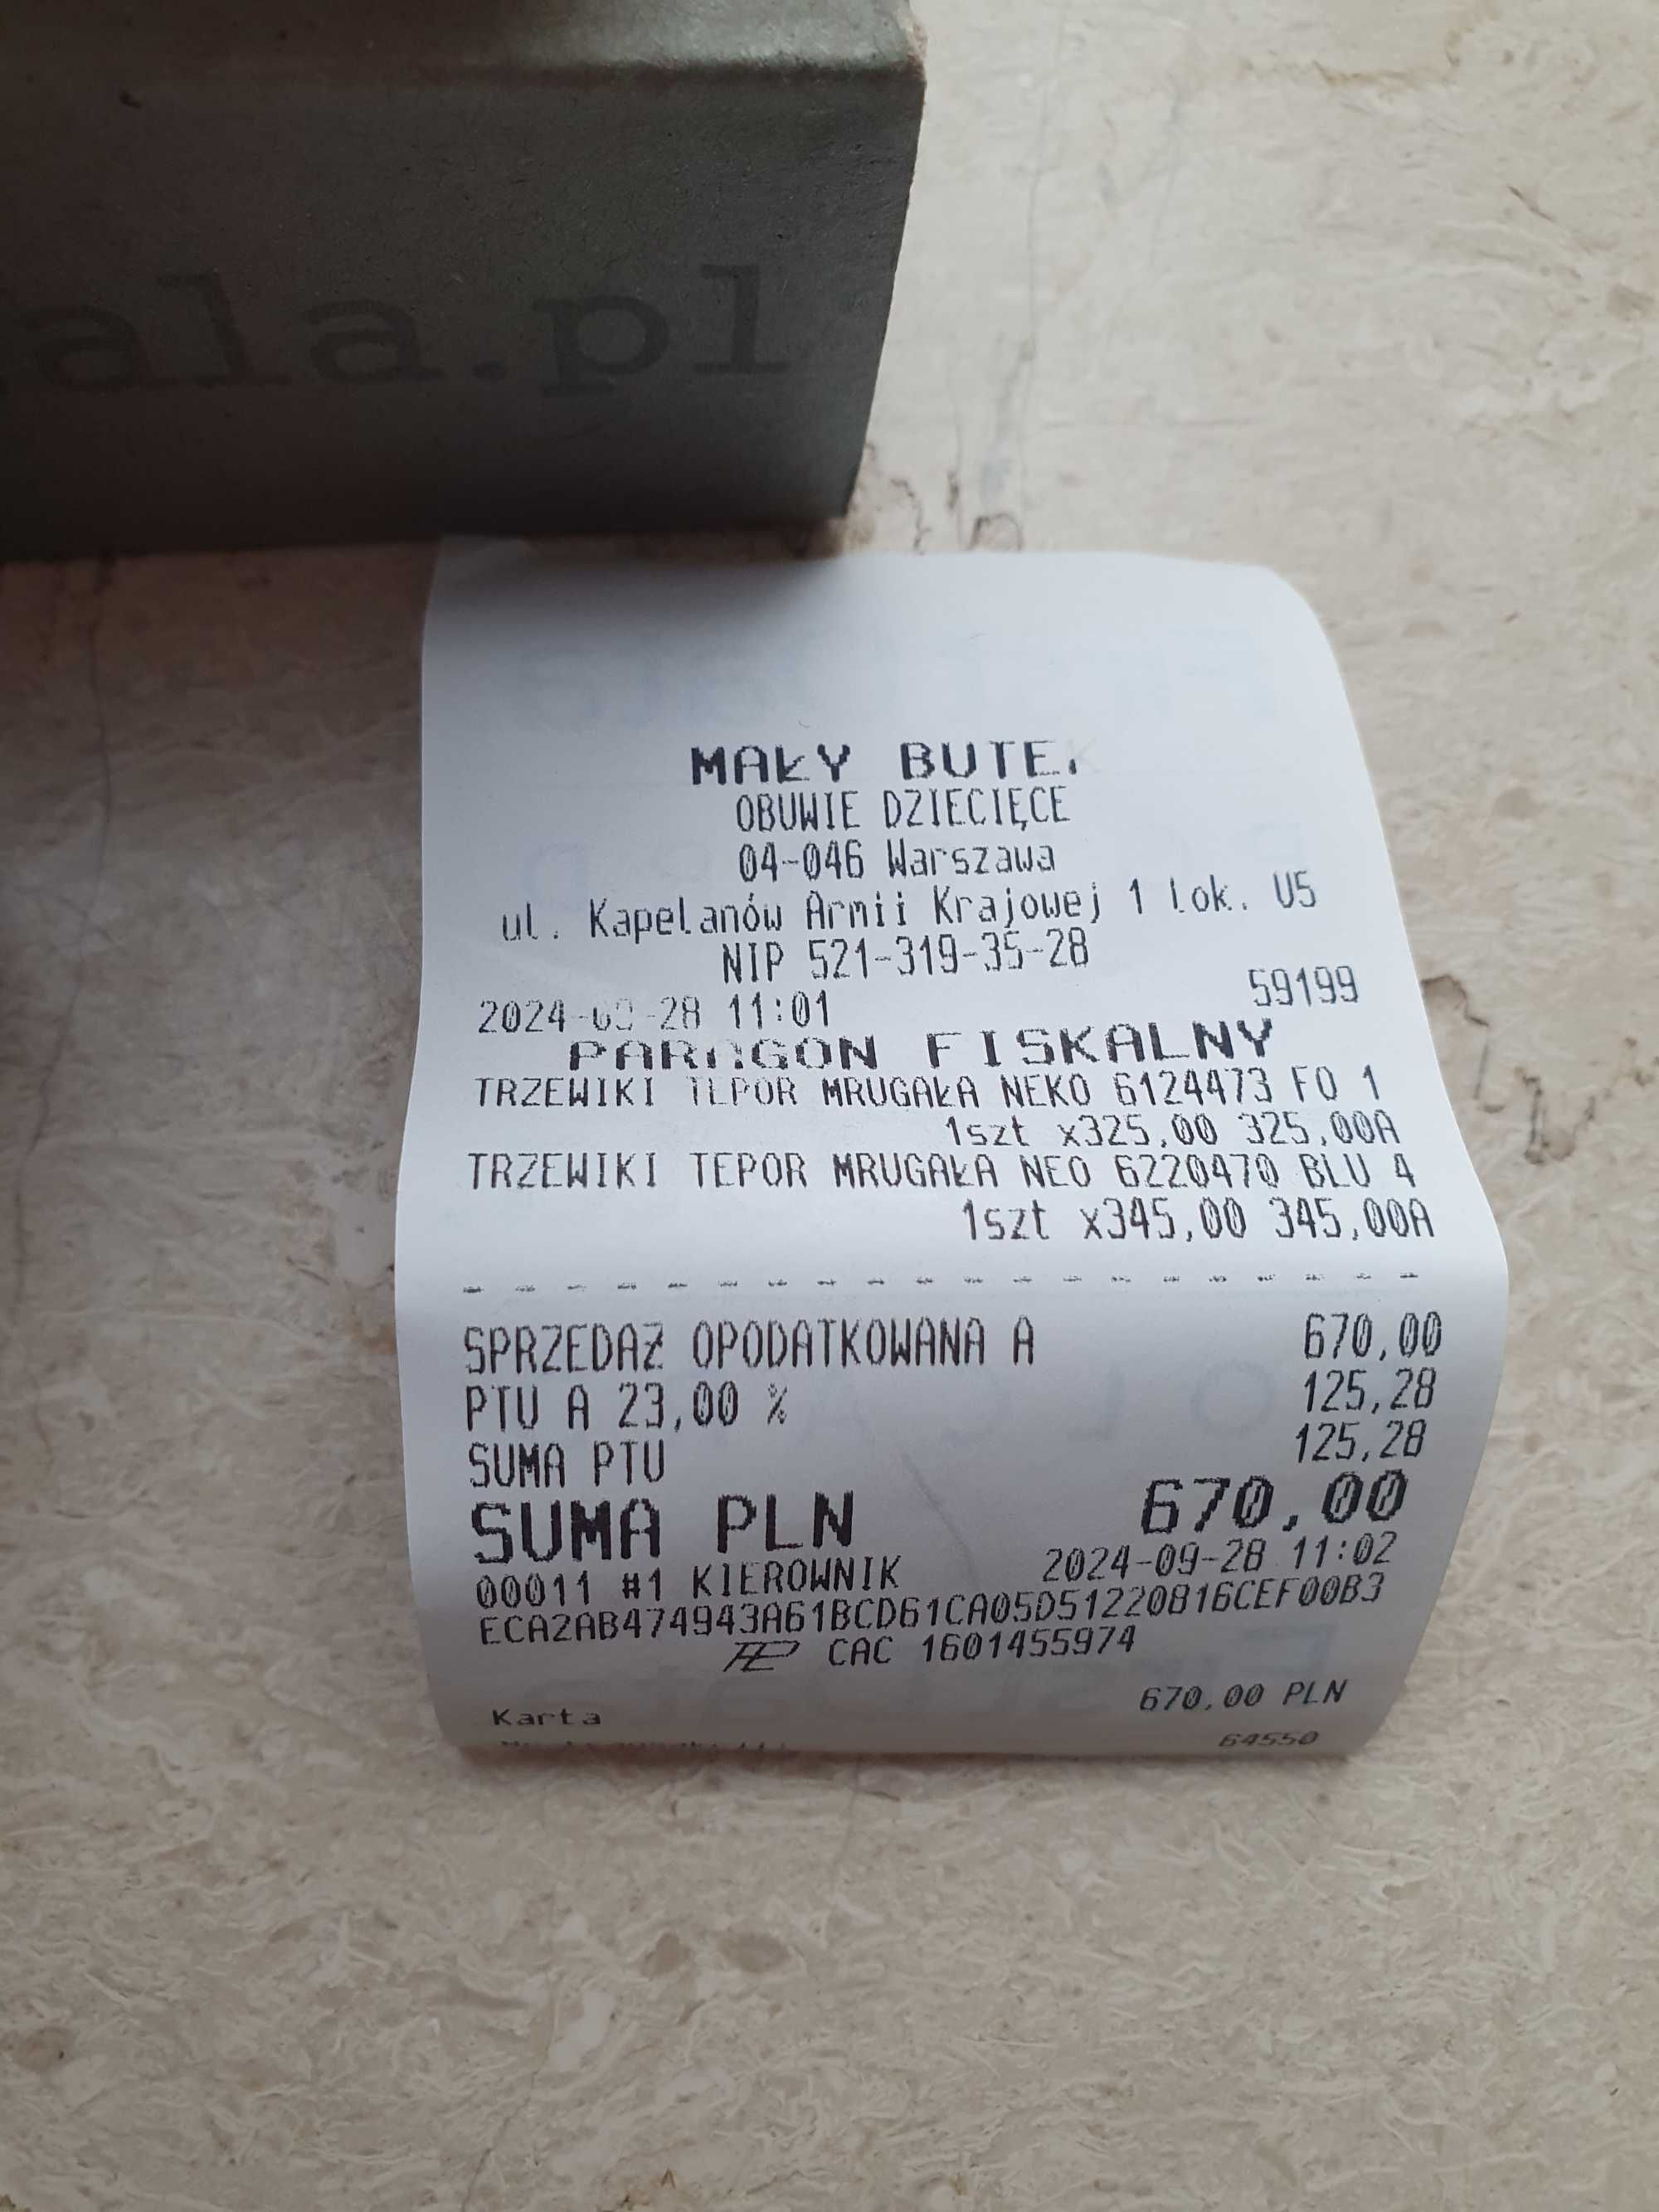 ala.pl
MAŁY BUTEK
OBUWIE DZIECIĘCE
04-046 Warszawa
ul. Kapelanów Armii Krajowej 1 lok. U5
NIP 521-319-35-28
2024-09-28 11:01 59199
PARAGON FISKALNY
TRZEWIKI TEPOR MRUGAŁA NEKO 6124473 FO 1
1szt x325,00 325,00A
TRZEWIKI TEPOR MRUGAŁA NEO 6220470 BLU 4
1szt x345,00 345,00A
SPRZEDAŻ OPODATKOWANA A 670,00
PTU A 23,00 % 125,28
SUMA PTU 125,28
SUMA PLN 670,00
00011 #1 KIEROWNIK 2024-09-28 11:02
ECA2AB474943A61BCD61CA05D51220816CEF00B3
CAC 1601455974
Karta 670,00 PLN
64550